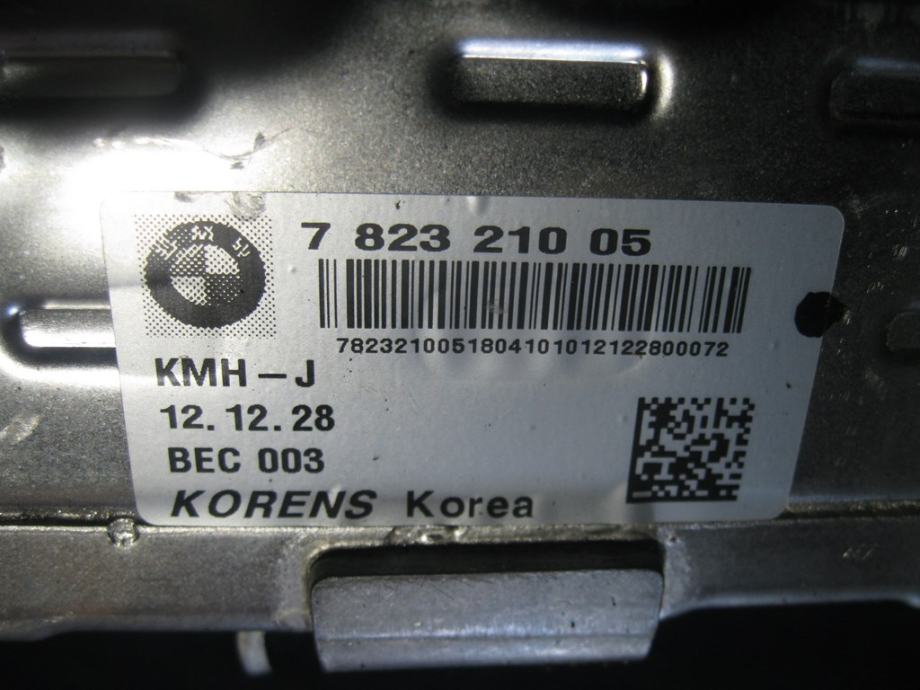 7 823 210 05
7823210051804101012122800072
KMH-J
12.12.28
BEC 003
KORENS Korea